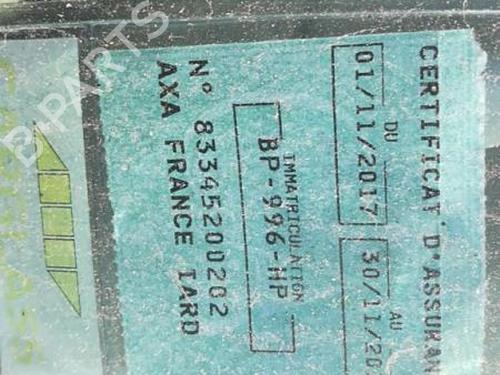 CERTIFICAT D'ASSURAN
DU
AU
01/11/2017
30/11/20
IMMATRICULATION
BP-996-HP
N° 83345200202
AXA FRANCE IARD
CARGLASS
B-PARTS